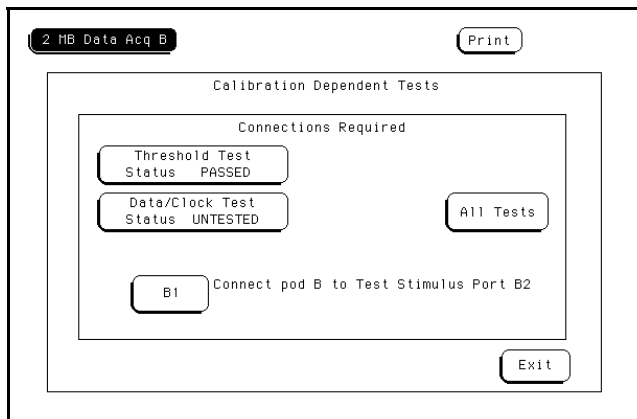 2 MB Data Acq B
Print
Calibration Dependent Tests
Connections Required
Threshold Test
Status PASSED
Data/Clock Test
Status UNTESTED
All Tests
B1
Connect pod B to Test Stimulus Port B2
Exit